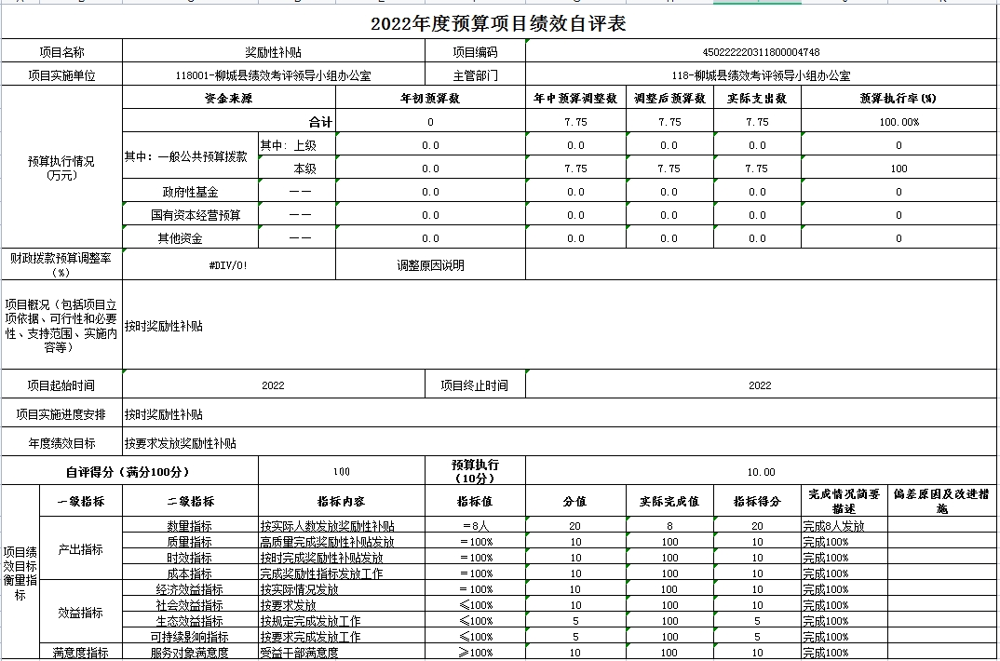 2022年度预算项目绩效自评表
项目名称 奖励性补贴 项目编码 450222220311800004748
项目实施单位 118001-柳城县绩效考评领导小组办公室 主管部门 118-柳城县绩效考评领导小组办公室
预算执行情况
(万元)
资金来源 年初预算数 年中预算调整数 调整后预算数 实际支出数 预算执行率(%)
合计 0 7.75 7.75 7.75 100.00%
其中：一般公共预算拨款 其中：上级 0.0 0.0 0.0 0.0 0
本级 0.0 7.75 7.75 7.75 100
政府性基金 —— 0.0 0.0 0.0 0.0 0
国有资本经营预算 —— 0.0 0.0 0.0 0.0 0
其他资金 —— 0.0 0.0 0.0 0.0 0
财政拨款预算调整率
（%） #DIV/0! 调整原因说明
项目概况（包括项目立
项依据、可行性和必要
性、支持范围、实施内
容等）
按时奖励性补贴
项目起始时间 2022 项目终止时间 2022
项目实施进度安排 按时奖励性补贴
年度绩效目标 按要求发放奖励性补贴
自评得分（满分100分） 100 预算执行
（10分） 10.00
项目绩
效目标
衡量指
标
一级指标 二级指标 指标内容 指标值 分值 实际完成值 指标得分 完成情况简要
描述 偏差原因及改进措
施
产出指标 数量指标 按实际人数发放奖励性补贴 ＝8人 20 8 20 完成8人发放
质量指标 高质量完成奖励性补贴发放 ＝100% 10 100 10 完成100%
时效指标 按时完成奖励性补贴发放 ＝100% 10 100 10 完成100%
成本指标 完成奖励性指标发放工作 ＝100% 10 100 10 完成100%
效益指标 经济效益指标 按实际情况发放 ＝100% 10 100 10 完成100%
社会效益指标 按要求发放 ≤100% 10 100 10 完成100%
生态效益指标 按规定完成发放工作 ≤100% 5 100 5 完成100%
可持续影响指标 按要求完成发放工作 ≤100% 5 100 5 完成100%
满意度指标 服务对象满意度 受益干部满意度 ≥100% 10 100 10 完成100%